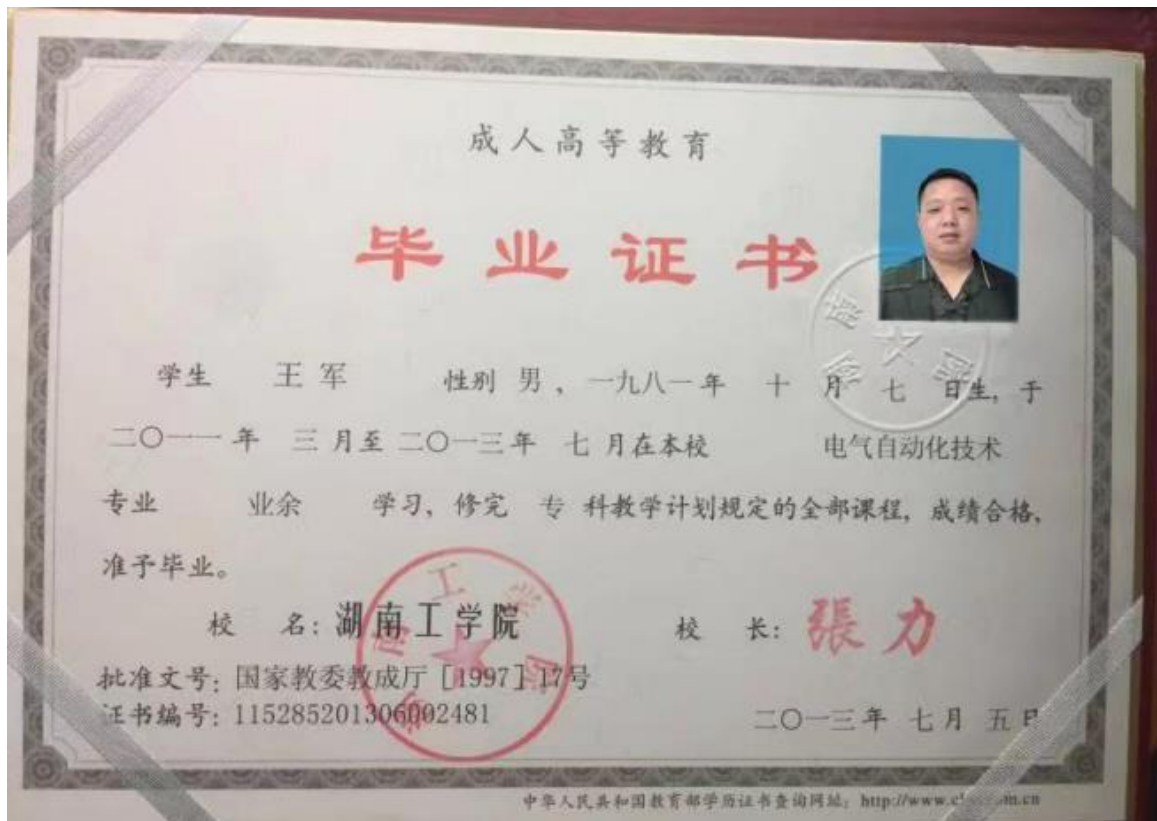 成人高等教育
毕业证书
学生 王军 性别 男，一九八一年 十 月 七 日生，于
二〇一一 年 三 月至 二〇一三年 七 月在本校 电气自动化技术
专业 业余 学习，修完 专 科教学计划规定的全部课程，成绩合格，
准予毕业。
校 名：湖南工学院 校 长：張力
批准文号：国家教委教成厅［1997］17号
证书编号：115285201306002481
二〇一三年 七月 五日
湖南工学院
中华人民共和国教育部学历证书查询网址：http://www.